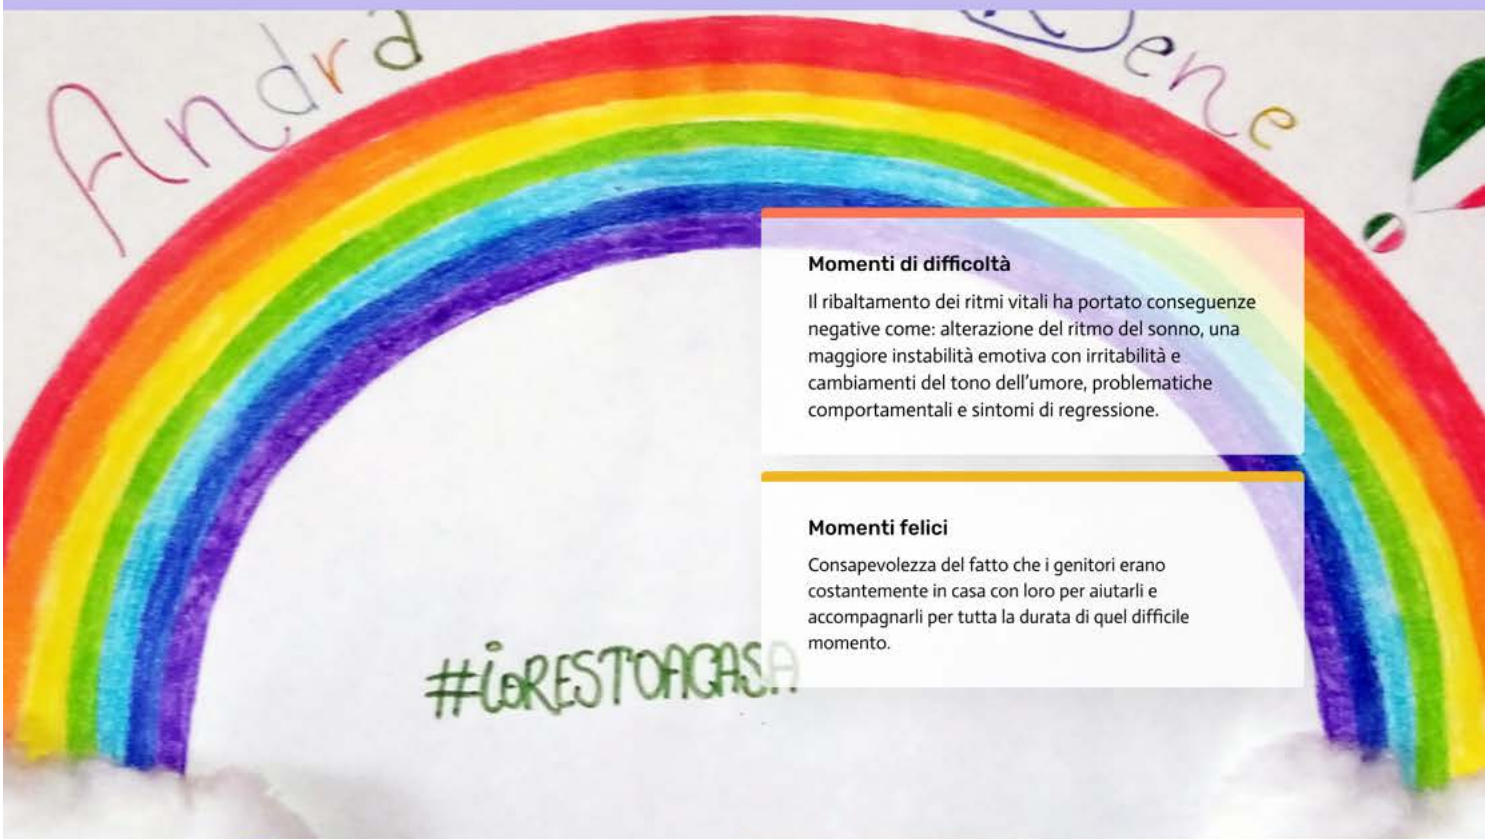 Andrà Bene
Momenti di difficoltà
Il ribaltamento dei ritmi vitali ha portato conseguenze
negative come: alterazione del ritmo del sonno, una
maggiore instabilità emotiva con irritabilità e
cambiamenti del tono dell'umore, problematiche
comportamentali e sintomi di regressione.
Momenti felici
Consapevolezza del fatto che i genitori erano
costantemente in casa con loro per aiutarli e
accompagnarli per tutta la durata di quel difficile
momento.
#ioRESTOACASA